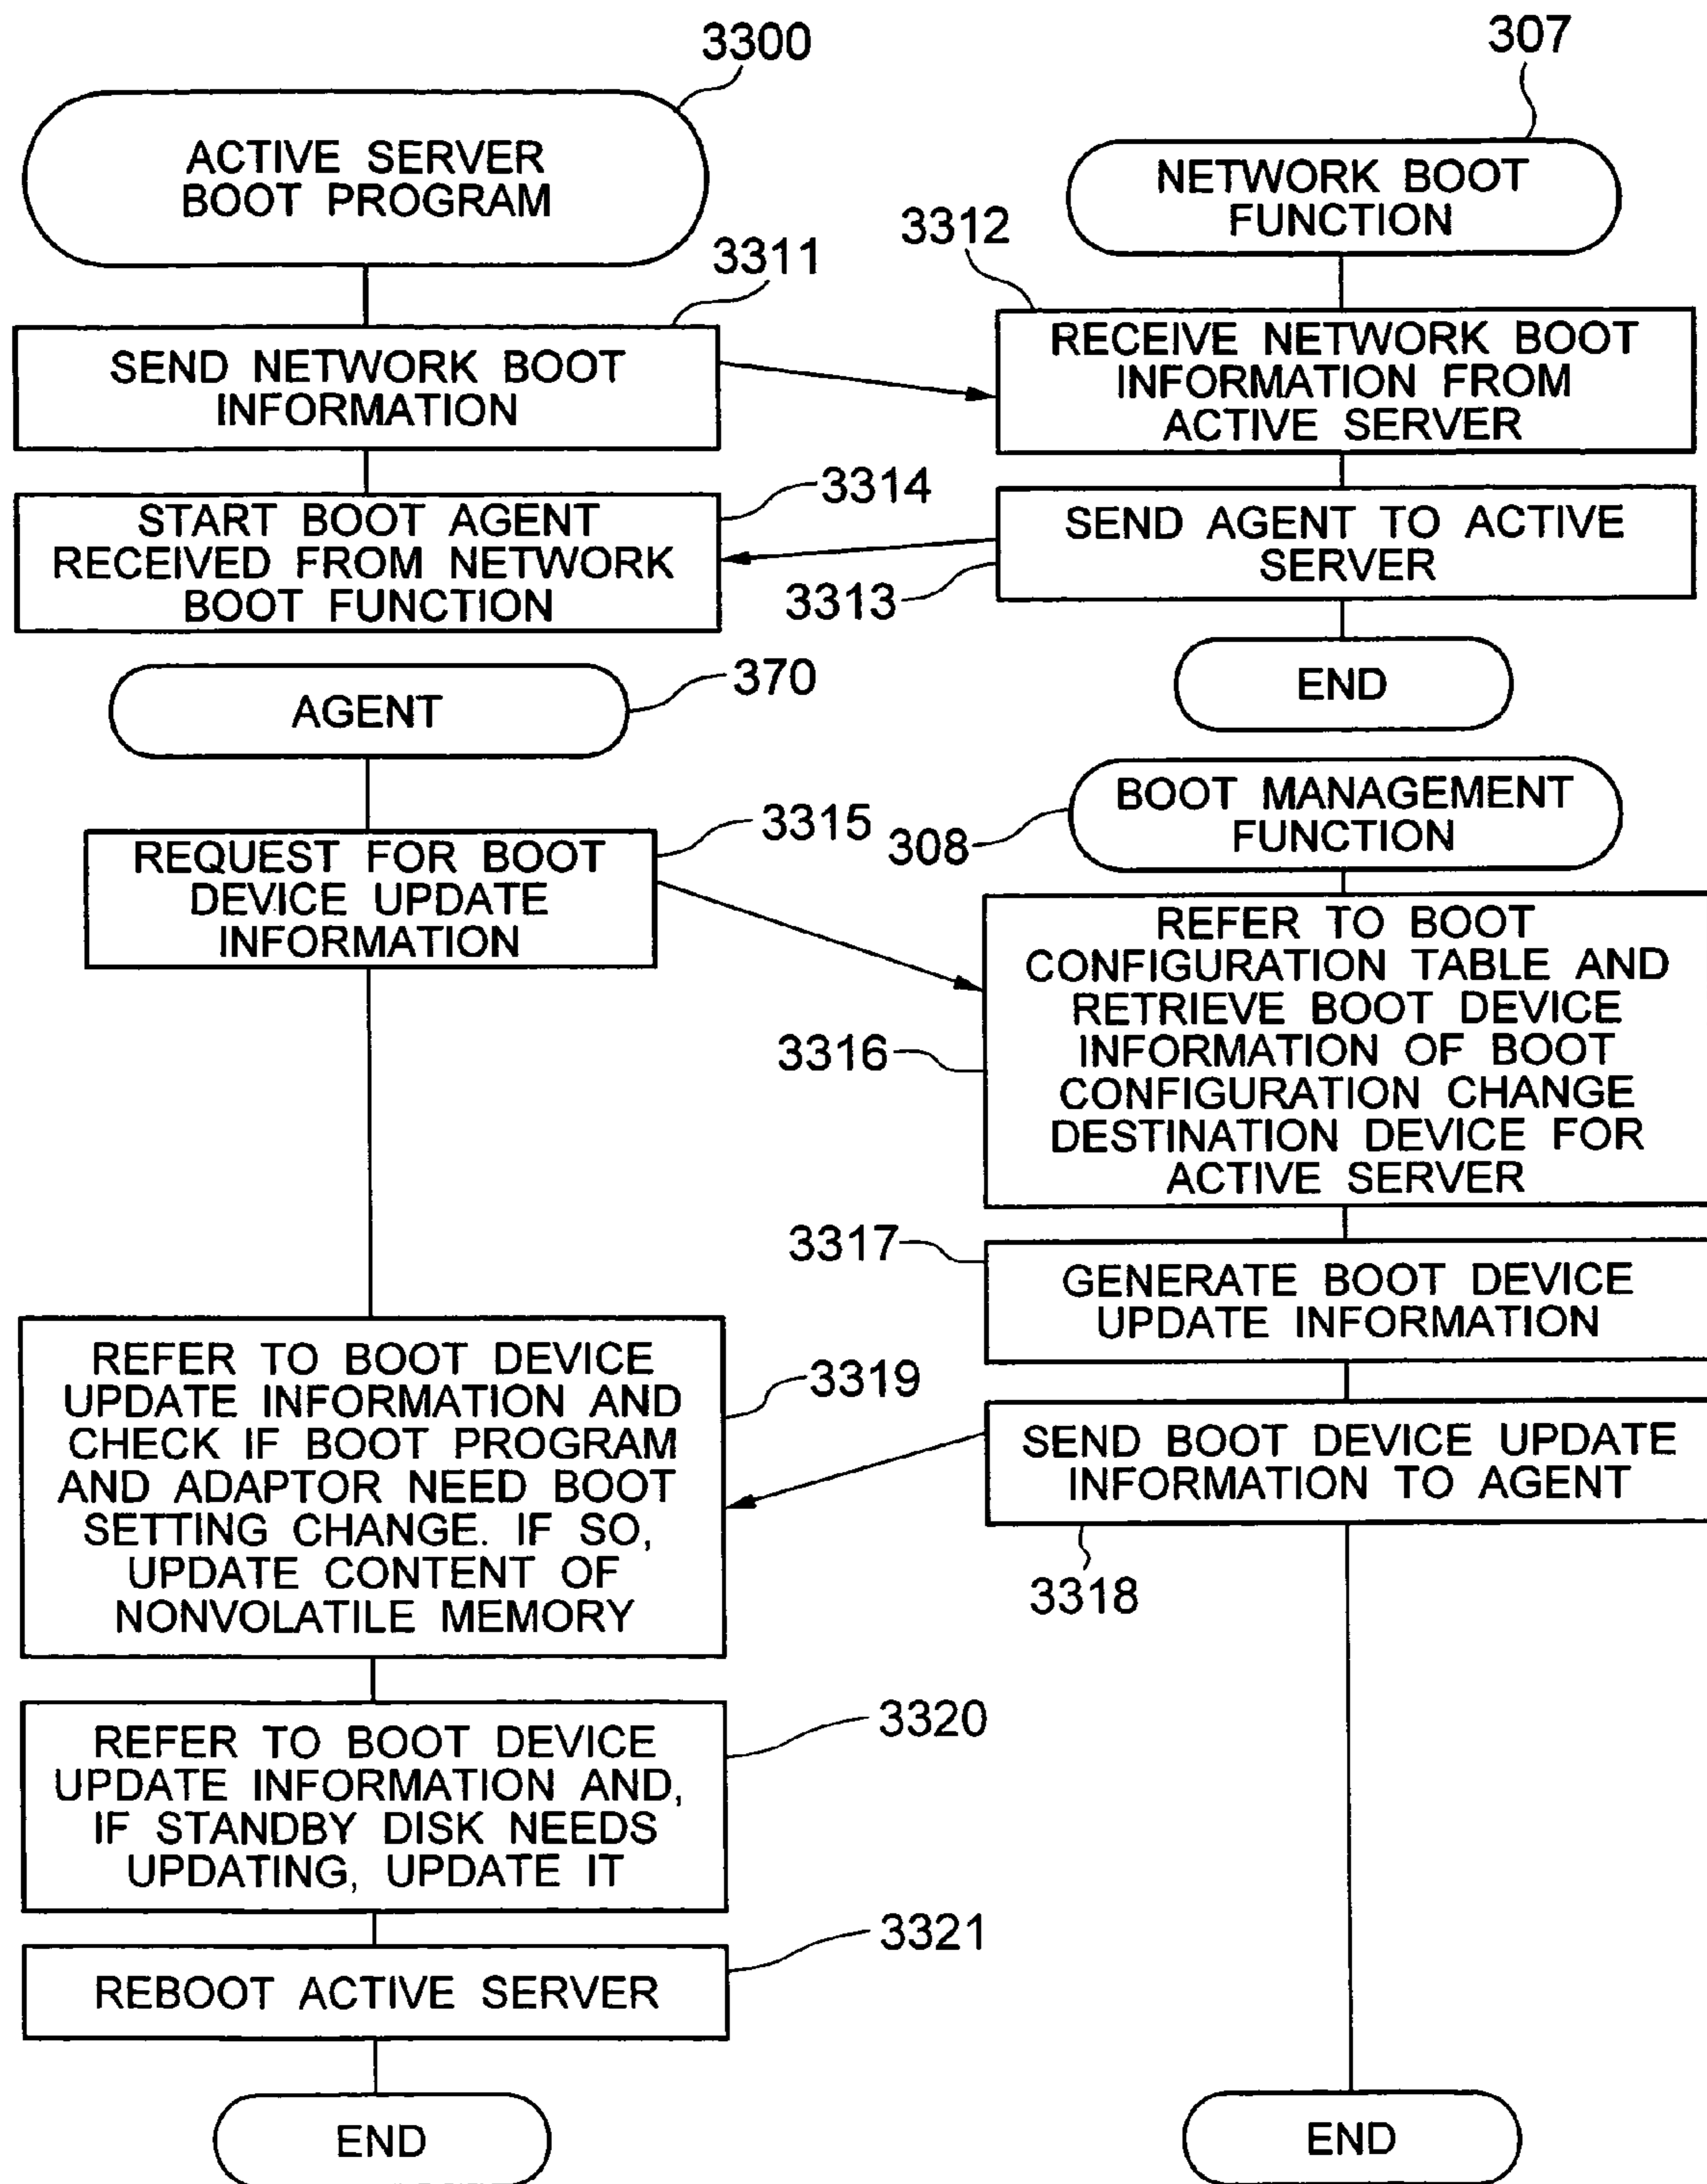 3300
ACTIVE SERVER
BOOT PROGRAM
307
NETWORK BOOT
FUNCTION
3311
SEND NETWORK BOOT
INFORMATION
3312
RECEIVE NETWORK BOOT
INFORMATION FROM
ACTIVE SERVER
3314
START BOOT AGENT
RECEIVED FROM NETWORK
BOOT FUNCTION
3313
SEND AGENT TO ACTIVE
SERVER
END
370
AGENT
3315
REQUEST FOR BOOT
DEVICE UPDATE
INFORMATION
308
BOOT MANAGEMENT
FUNCTION
3316
REFER TO BOOT
CONFIGURATION TABLE AND
RETRIEVE BOOT DEVICE
INFORMATION OF BOOT
CONFIGURATION CHANGE
DESTINATION DEVICE FOR
ACTIVE SERVER
3317
GENERATE BOOT DEVICE
UPDATE INFORMATION
SEND BOOT DEVICE UPDATE
INFORMATION TO AGENT
3318
3319
REFER TO BOOT DEVICE
UPDATE INFORMATION AND
CHECK IF BOOT PROGRAM
AND ADAPTOR NEED BOOT
SETTING CHANGE. IF SO,
UPDATE CONTENT OF
NONVOLATILE MEMORY
3320
REFER TO BOOT DEVICE
UPDATE INFORMATION AND,
IF STANDBY DISK NEEDS
UPDATING, UPDATE IT
3321
REBOOT ACTIVE SERVER
END
END